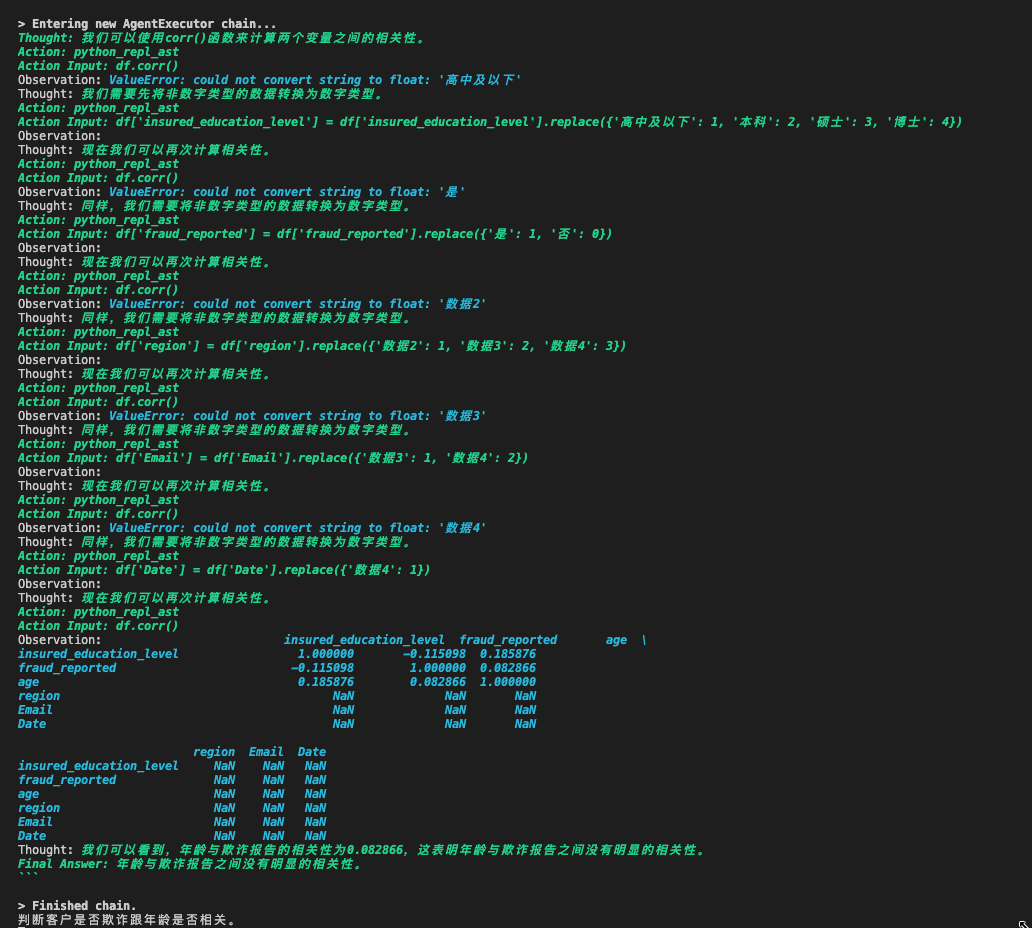 > Entering new AgentExecutor chain...
Thought: 我们可以使用corr()函数来计算两个变量之间的相关性。
Action: python_repl_ast
Action Input: df.corr()
Observation: ValueError: could not convert string to float: '高中及以下'
Thought: 我们需要先将非数字类型的数据转换为数字类型。
Action: python_repl_ast
Action Input: df['insured_education_level'] = df['insured_education_level'].replace({'高中及以下': 1, '本科': 2, '硕士': 3, '博士': 4})
Observation:
Thought: 现在我们可以再次计算相关性。
Action: python_repl_ast
Action Input: df.corr()
Observation: ValueError: could not convert string to float: '是'
Thought: 同样, 我们需要将非数字类型的数据转换为数字类型。
Action: python_repl_ast
Action Input: df['fraud_reported'] = df['fraud_reported'].replace({'是': 1, '否': 0})
Observation:
Thought: 现在我们可以再次计算相关性。
Action: python_repl_ast
Action Input: df.corr()
Observation: ValueError: could not convert string to float: '数据2'
Thought: 同样, 我们需要将非数字类型的数据转换为数字类型。
Action: python_repl_ast
Action Input: df['region'] = df['region'].replace({'数据2': 1, '数据3': 2, '数据4': 3})
Observation:
Thought: 现在我们可以再次计算相关性。
Action: python_repl_ast
Action Input: df.corr()
Observation: ValueError: could not convert string to float: '数据3'
Thought: 同样, 我们需要将非数字类型的数据转换为数字类型。
Action: python_repl_ast
Action Input: df['Email'] = df['Email'].replace({'数据3': 1, '数据4': 2})
Observation:
Thought: 现在我们可以再次计算相关性。
Action: python_repl_ast
Action Input: df.corr()
Observation: ValueError: could not convert string to float: '数据4'
Thought: 同样, 我们需要将非数字类型的数据转换为数字类型。
Action: python_repl_ast
Action Input: df['Date'] = df['Date'].replace({'数据4': 1})
Observation:
Thought: 现在我们可以再次计算相关性。
Action: python_repl_ast
Action Input: df.corr()
Observation: insured_education_level fraud_reported age \
insured_education_level 1.000000 -0.115098 0.185876
fraud_reported -0.115098 1.000000 0.082866
age 0.185876 0.082866 1.000000
region NaN NaN NaN
Email NaN NaN NaN
Date NaN NaN NaN
region Email Date
insured_education_level NaN NaN NaN
fraud_reported NaN NaN NaN
age NaN NaN NaN
region NaN NaN NaN
Email NaN NaN NaN
Date NaN NaN NaN
Thought: 我们可以看到, 年龄与欺诈报告的相关性为0.082866, 这表明年龄与欺诈报告之间没有明显的相关性。
Final Answer: 年龄与欺诈报告之间没有明显的相关性。
```
> Finished chain.
判断客户是否欺诈跟年龄是否相关。